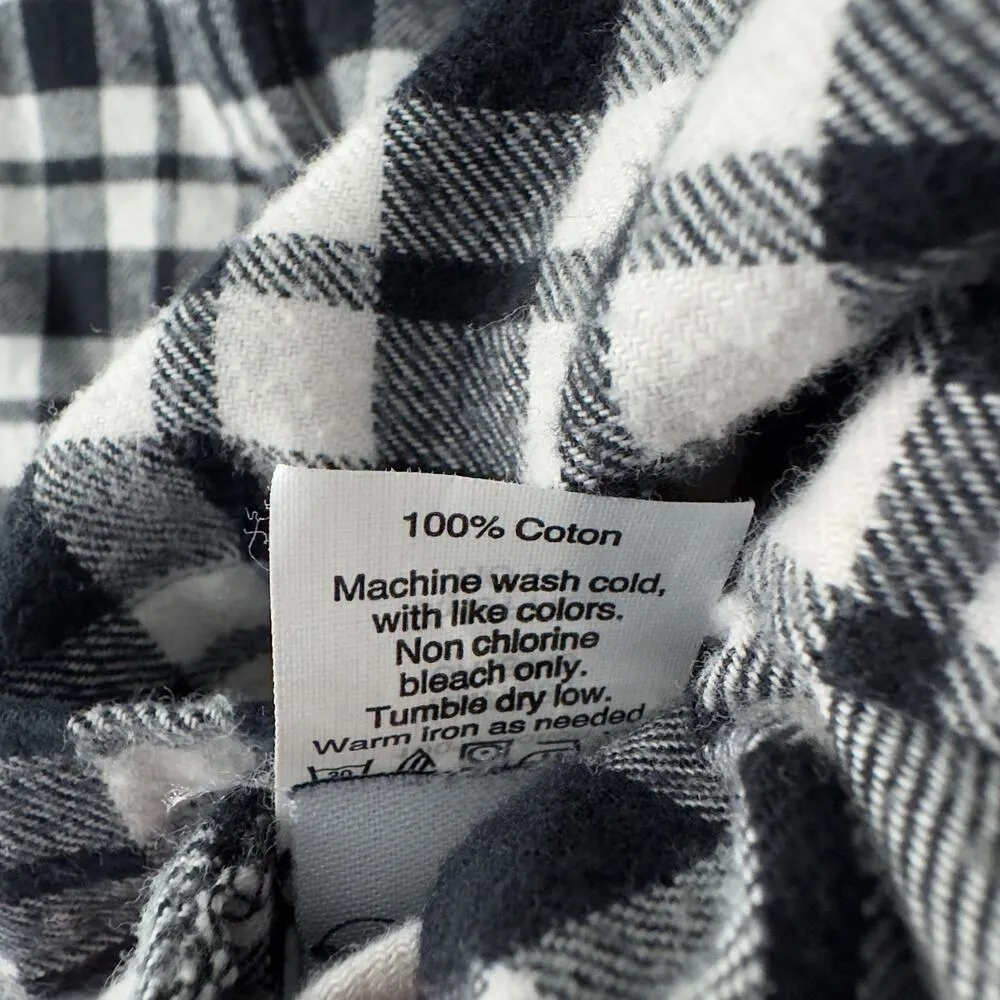 100% Coton
Machine wash cold,
with like colors.
Non chlorine
bleach only.
Tumble dry low.
Warm iron as needed